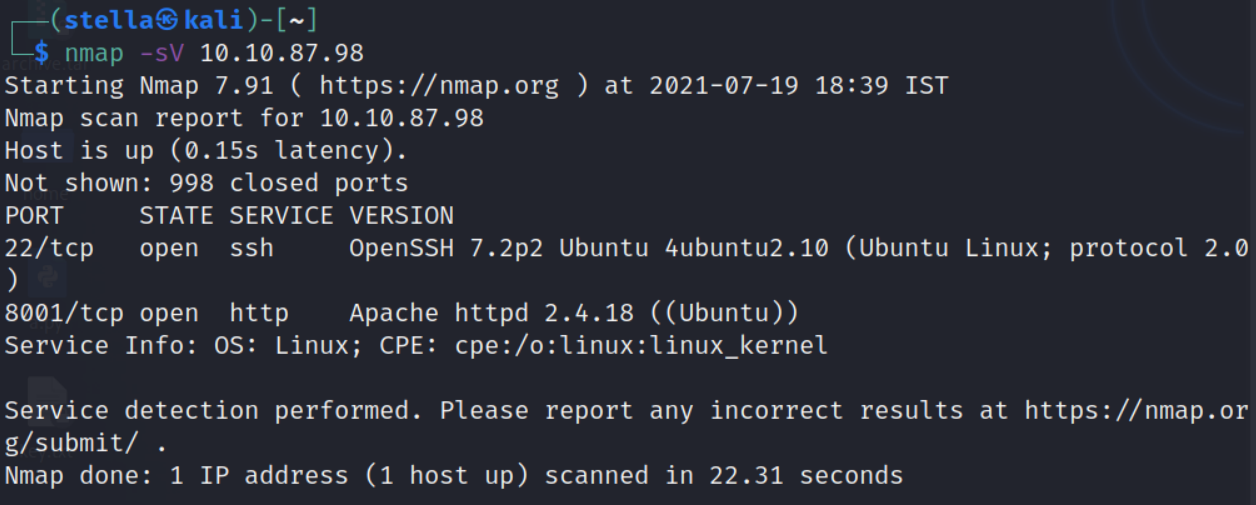 (stella㉿kali)-[~]
$ nmap -sV 10.10.87.98
Starting Nmap 7.91 ( https://nmap.org ) at 2021-07-19 18:39 IST
Nmap scan report for 10.10.87.98
Host is up (0.15s latency).
Not shown: 998 closed ports
PORT     STATE SERVICE VERSION
22/tcp   open  ssh     OpenSSH 7.2p2 Ubuntu 4ubuntu2.10 (Ubuntu Linux; protocol 2.0
)
8001/tcp open  http    Apache httpd 2.4.18 ((Ubuntu))
Service Info: OS: Linux; CPE: cpe:/o:linux:linux_kernel
Service detection performed. Please report any incorrect results at https://nmap.or
g/submit/ .
Nmap done: 1 IP address (1 host up) scanned in 22.31 seconds